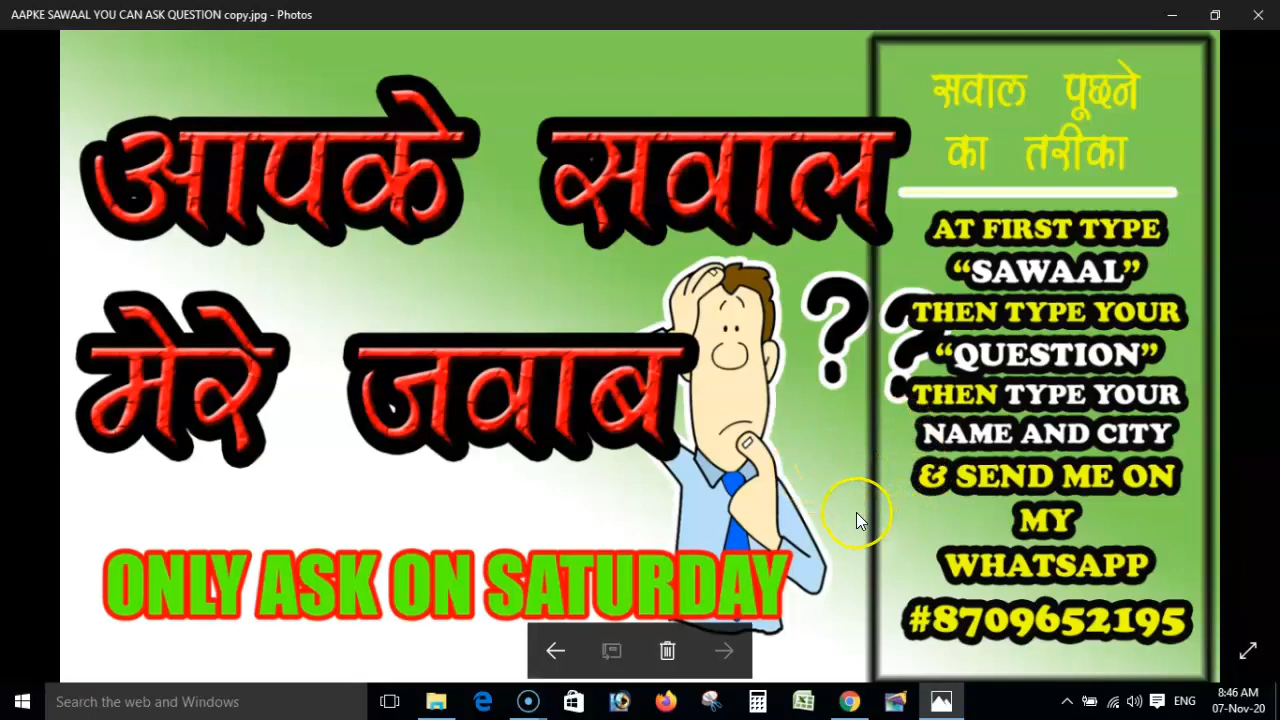 AAPKE SAWAAL YOU CAN ASK QUESTION copy.jpg - Photos
आपके सवाल
मेरे जवाब
??
ONLY ASK ON SATURDAY
सवाल पूछने
का तरीका
AT FIRST TYPE
“SAWAAL”
THEN TYPE YOUR
“QUESTION”
THEN TYPE YOUR
NAME AND CITY
& SEND ME ON
MY
WHATSAPP
#8709652195
Search the web and Windows
ENG
8:46 AM
07-Nov-20